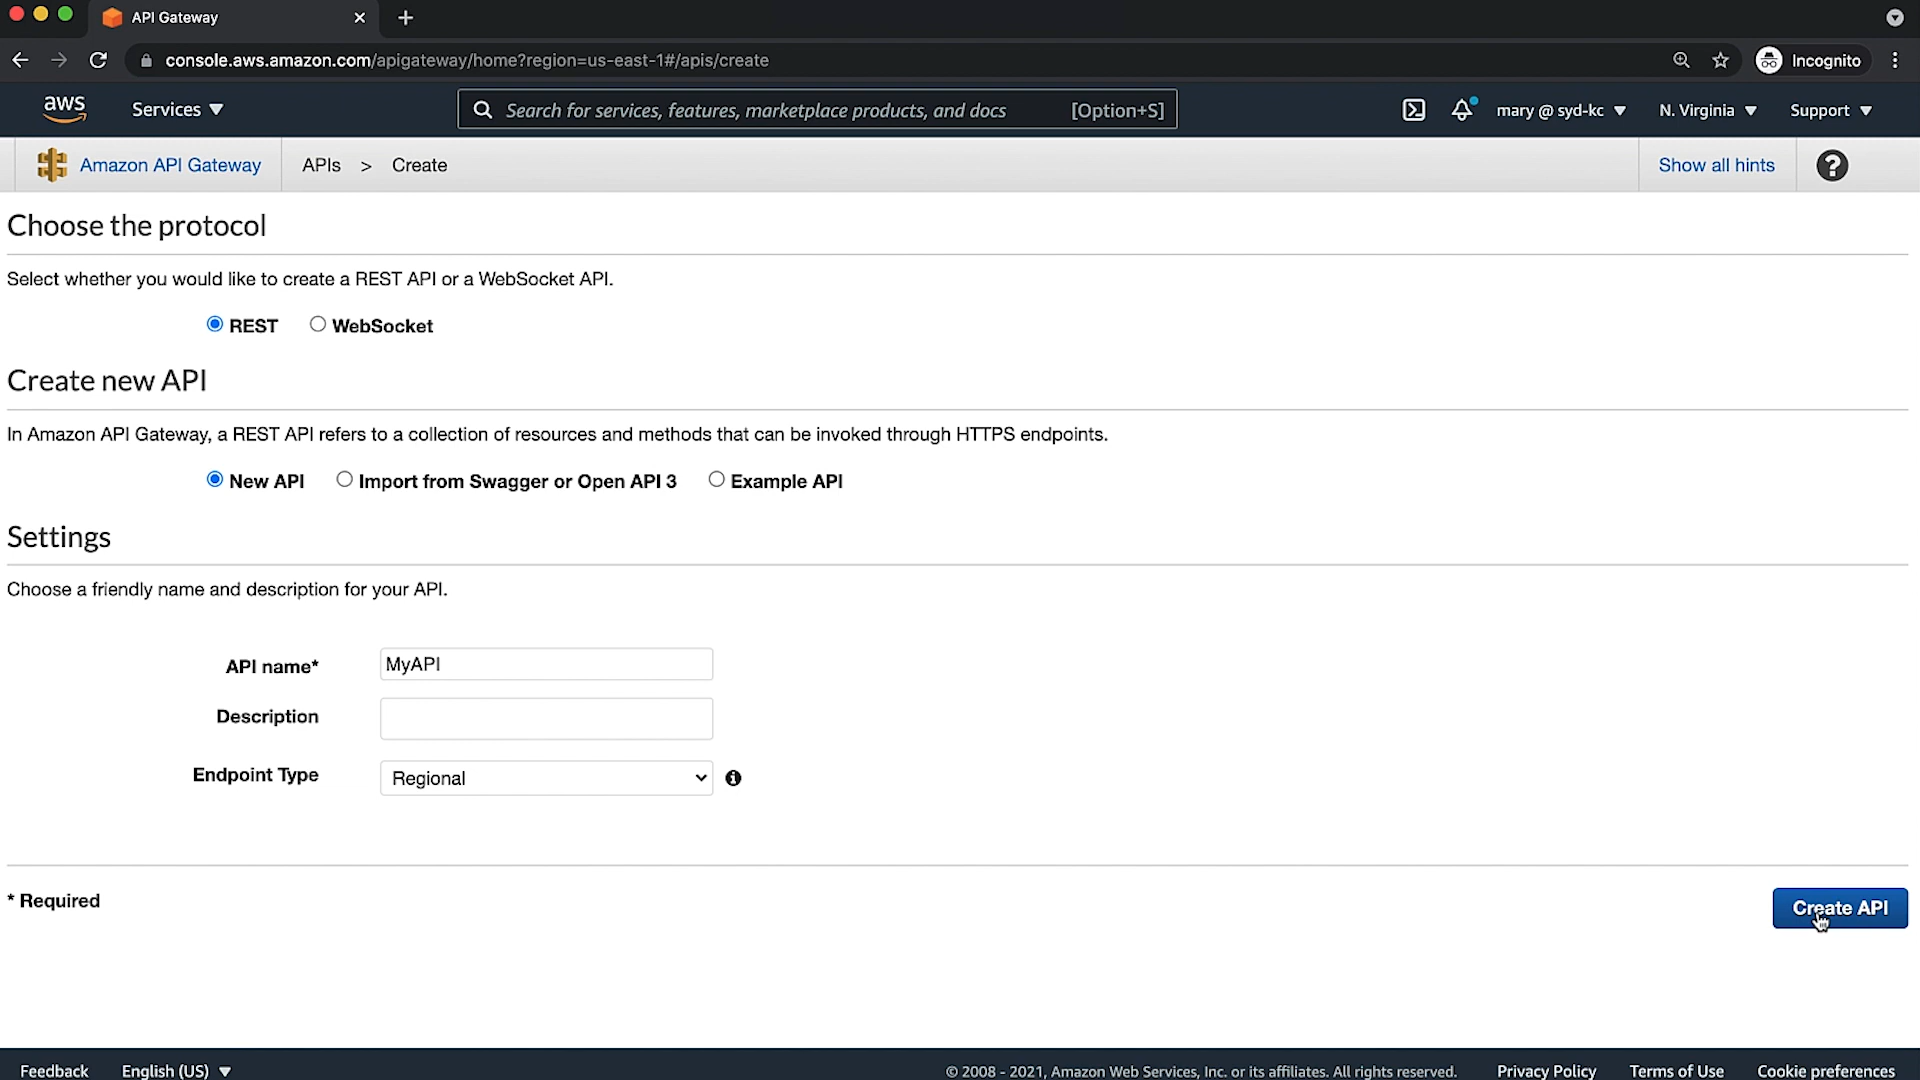 API Gateway
console.aws.amazon.com/apigateway/home?region=us-east-1#/apis/create
Incognito
aws
Services
Search for services, features, marketplace products, and docs [Option+S]
mary @ syd-kc
N. Virginia
Support
Amazon API Gateway
APIs > Create
Show all hints
Choose the protocol
Select whether you would like to create a REST API or a WebSocket API.
REST WebSocket
Create new API
In Amazon API Gateway, a REST API refers to a collection of resources and methods that can be invoked through HTTPS endpoints.
New API Import from Swagger or Open API 3 Example API
Settings
Choose a friendly name and description for your API.
API name* MyAPI
Description
Endpoint Type Regional
* Required
Create API
Feedback English (US) © 2008 - 2021, Amazon Web Services, Inc. or its affiliates. All rights reserved. Privacy Policy Terms of Use Cookie preferences